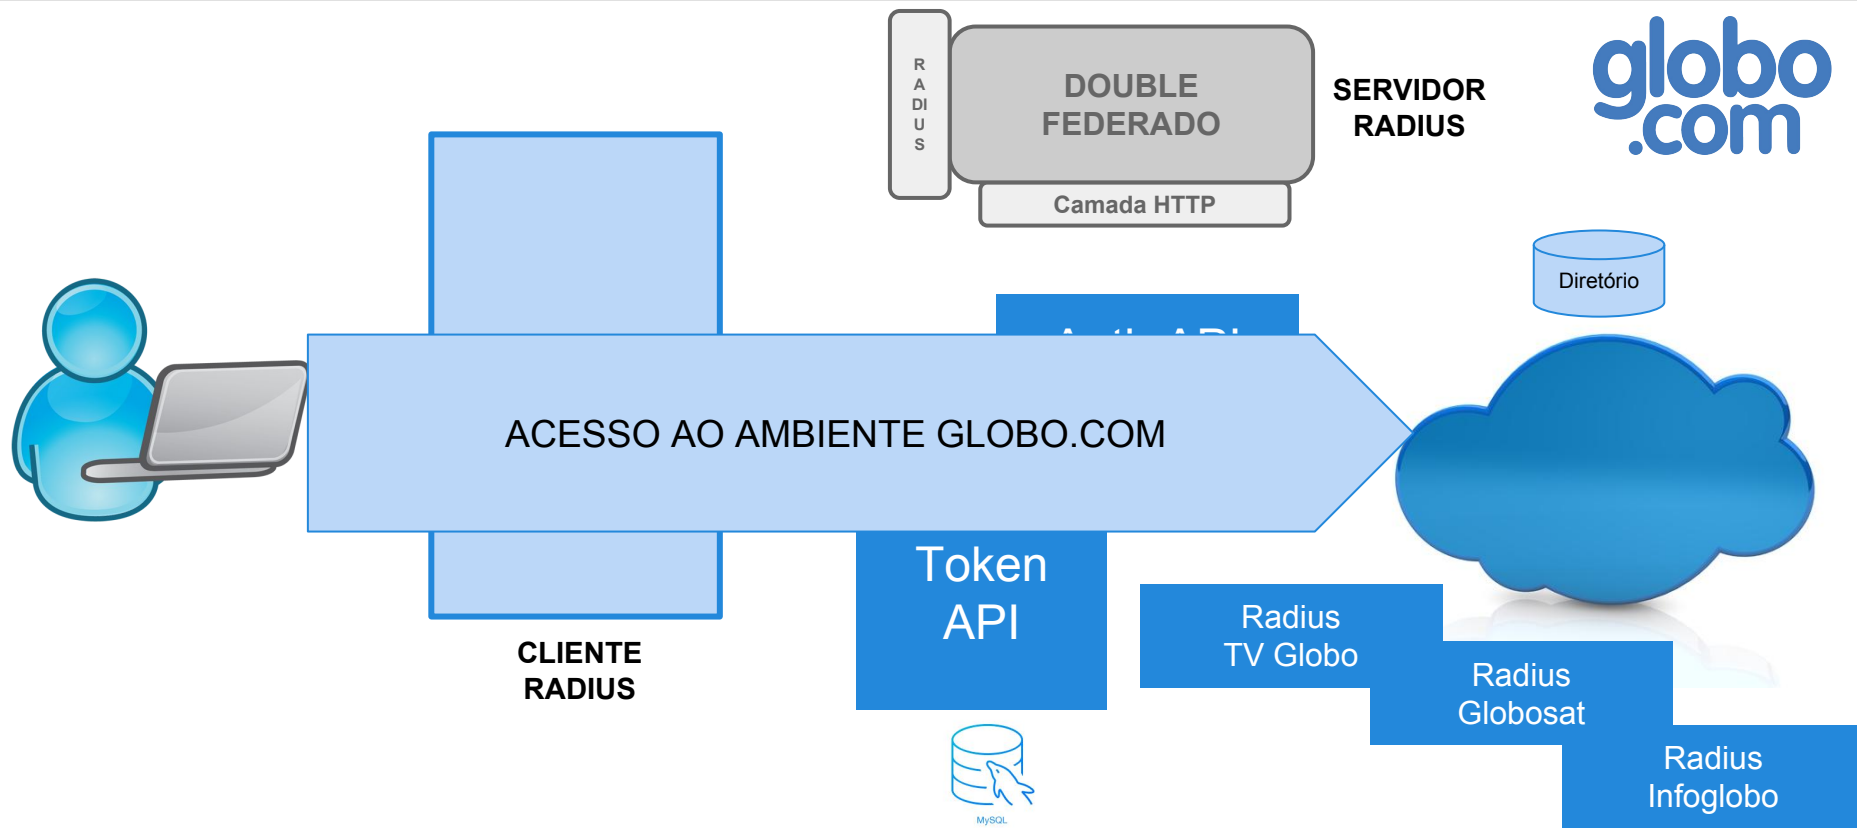 R
A
DI
U
S
DOUBLE
FEDERADO
Camada HTTP
SERVIDOR
RADIUS
globo
.com
Diretório
API
ACESSO AO AMBIENTE GLOBO.COM
Token
API
CLIENTE
RADIUS
MySQL
Radius
TV Globo
Radius
Globosat
Radius
Infoglobo